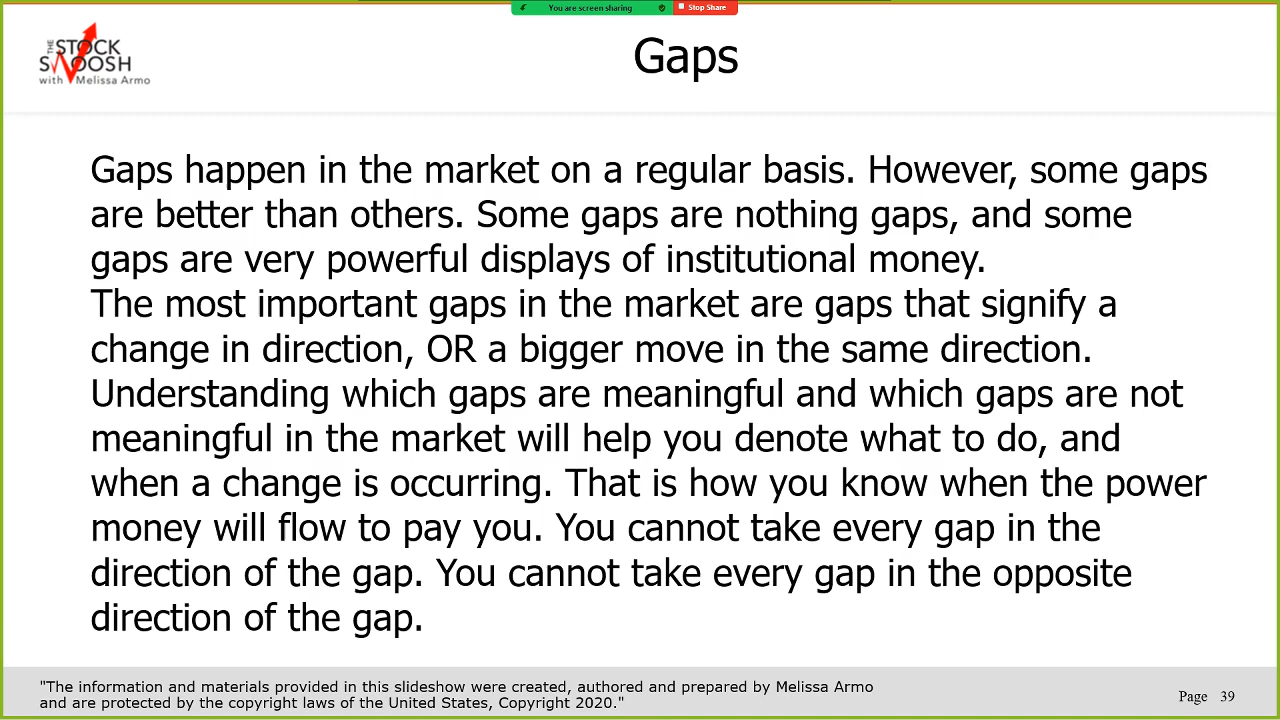 You are screen sharing
Stop Share
THE STOCK
SWOOSH
with Melissa Armo
Gaps
Gaps happen in the market on a regular basis. However, some gaps
are better than others. Some gaps are nothing gaps, and some
gaps are very powerful displays of institutional money.
The most important gaps in the market are gaps that signify a
change in direction, OR a bigger move in the same direction.
Understanding which gaps are meaningful and which gaps are not
meaningful in the market will help you denote what to do, and
when a change is occurring. That is how you know when the power
money will flow to pay you. You cannot take every gap in the
direction of the gap. You cannot take every gap in the opposite
direction of the gap.
"The information and materials provided in this slideshow were created, authored and prepared by Melissa Armo
and are protected by the copyright laws of the United States, Copyright 2020."
Page 39